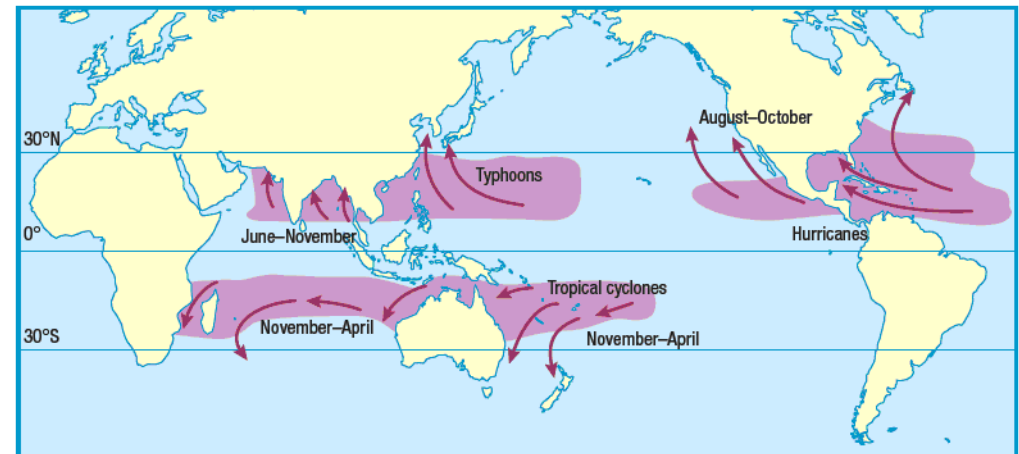 August–October
30°N
Typhoons
0°
June–November
Hurricanes
Tropical cyclones
November–April
30°S
November–April